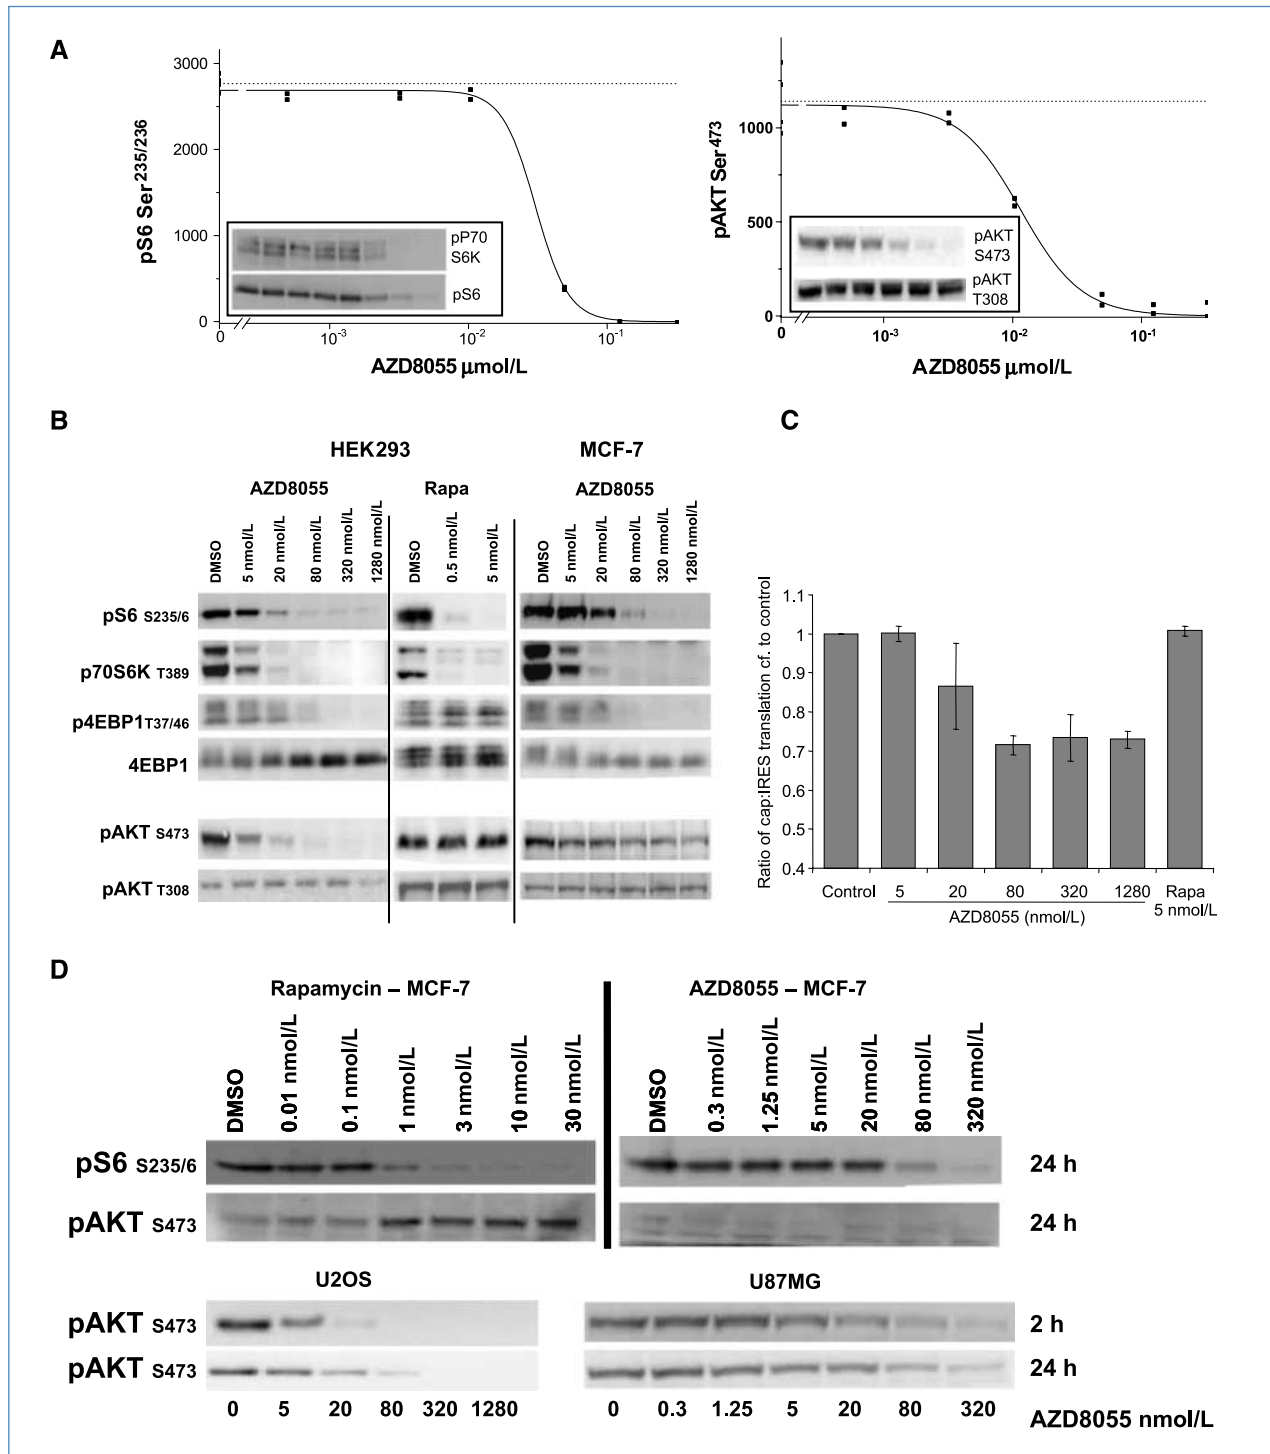 A
pS6 Ser235/236
3000
2000
1000
0
pP70
S6K
pS6
0
10-3
10-2
10-1
AZD8055 µmol/L
pAKT Ser473
1000
500
0
pAKT
S473
pAKT
T308
0
10-3
10-2
10-1
AZD8055 µmol/L
B
HEK293
MCF-7
AZD8055
Rapa
AZD8055
DMSO
5 nmol/L
20 nmol/L
80 nmol/L
320 nmol/L
1280 nmol/L
DMSO
0.5 nmol/L
5 nmol/L
DMSO
5 nmol/L
20 nmol/L
80 nmol/L
320 nmol/L
1280 nmol/L
pS6 S235/6
p70S6K T389
p4EBP1T37/46
4EBP1
pAKT S473
pAKT T308
C
Ratio of cap:IRES translation cf. to control
1.1
1
0.9
0.8
0.7
0.6
0.5
0.4
Control 5 20 80 320 1280 Rapa
5 nmol/L
AZD8055 (nmol/L)
D
Rapamycin – MCF-7
AZD8055 – MCF-7
DMSO
0.01 nmol/L
0.1 nmol/L
1 nmol/L
3 nmol/L
10 nmol/L
30 nmol/L
DMSO
0.3 nmol/L
1.25 nmol/L
5 nmol/L
20 nmol/L
80 nmol/L
320 nmol/L
pS6 S235/6
24 h
pAKT S473
24 h
U2OS
U87MG
pAKT S473
2 h
pAKT S473
24 h
0 5 20 80 320 1280
0 0.3 1.25 5 20 80 320
AZD8055 nmol/L